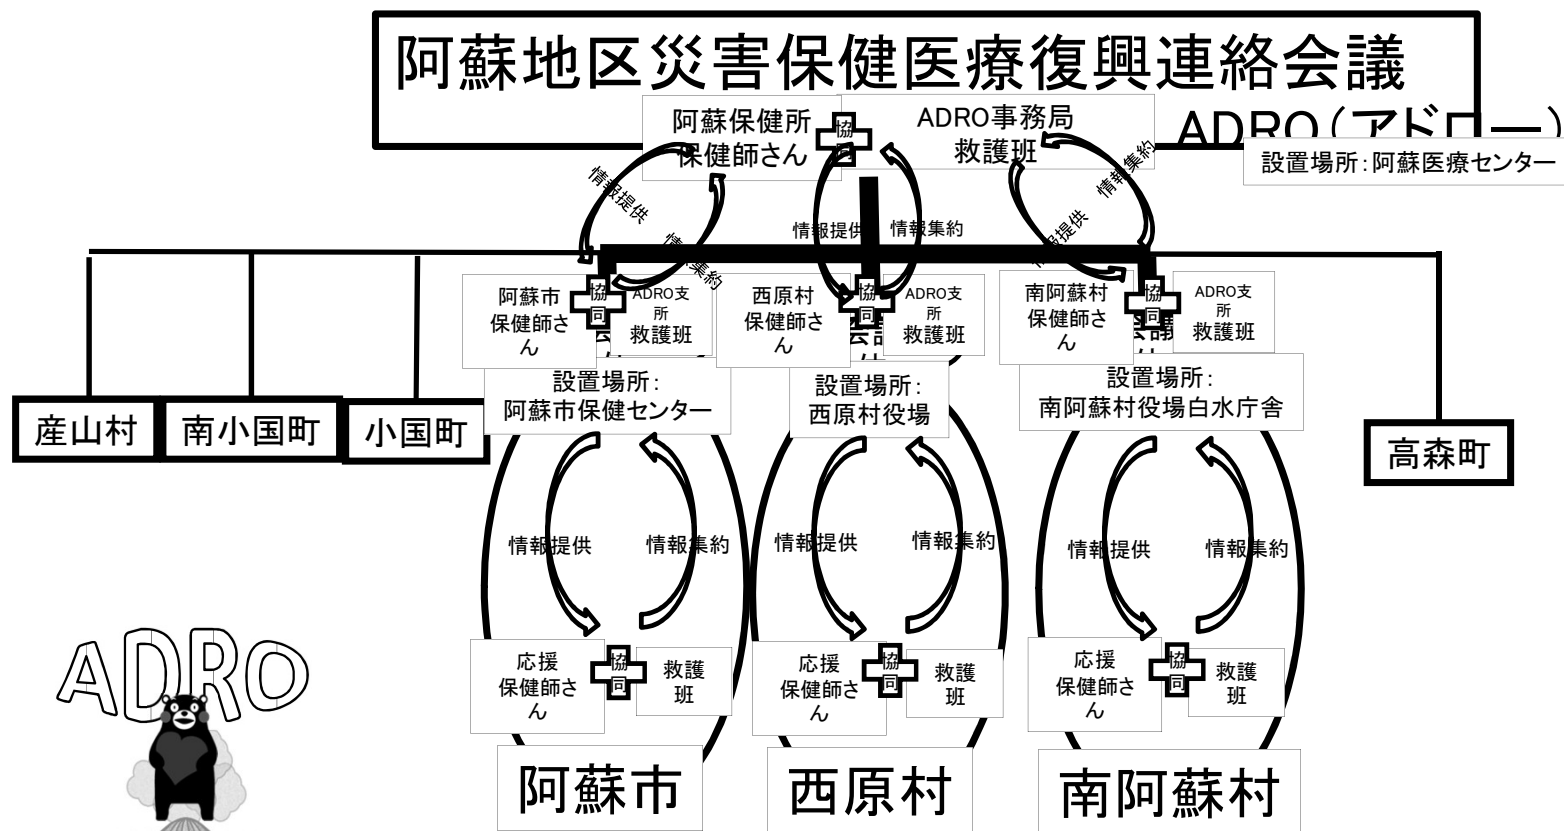 阿蘇地区災害保健医療復興連絡会議
ADRO(アドロー)
設置場所:阿蘇医療センター
阿蘇保健所
保健師さん
協
同
ADRO事務局
救護班
情報提供
情報集約
情報提供
情報集約
情報提供
情報集約
阿蘇市
保健師さ
ん
協
同
ADRO支
所
救護班
西原村
保健師さ
ん
協
同
ADRO支
所
救護班
南阿蘇村
保健師さ
ん
協
同
ADRO支
所
救護班
会議
会議
設置場所:
阿蘇市保健センター
設置場所:
西原村役場
設置場所:
南阿蘇村役場白水庁舎
産山村
南小国町
小国町
高森町
情報提供
情報集約
情報提供
情報集約
情報提供
情報集約
応援
保健師さ
ん
協
同
救護
班
応援
保健師さ
ん
協
同
救護
班
応援
保健師さ
ん
協
同
救護
班
阿蘇市
西原村
南阿蘇村
ADRO